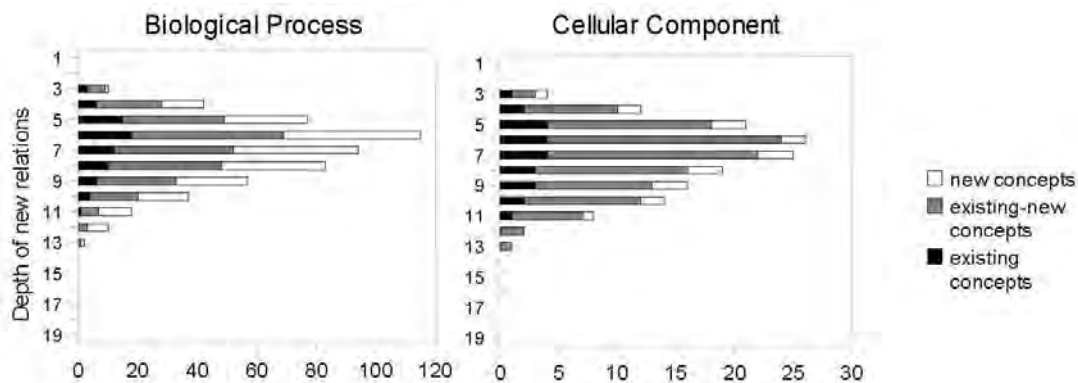 Biological Process
Cellular Component
Depth of new relations
1
3
5
7
9
11
13
15
17
19
0 20 40 60 80 100 120
1
3
5
7
9
11
13
15
17
19
0 5 10 15 20 25 30
new concepts
existing-new
concepts
existing
concepts